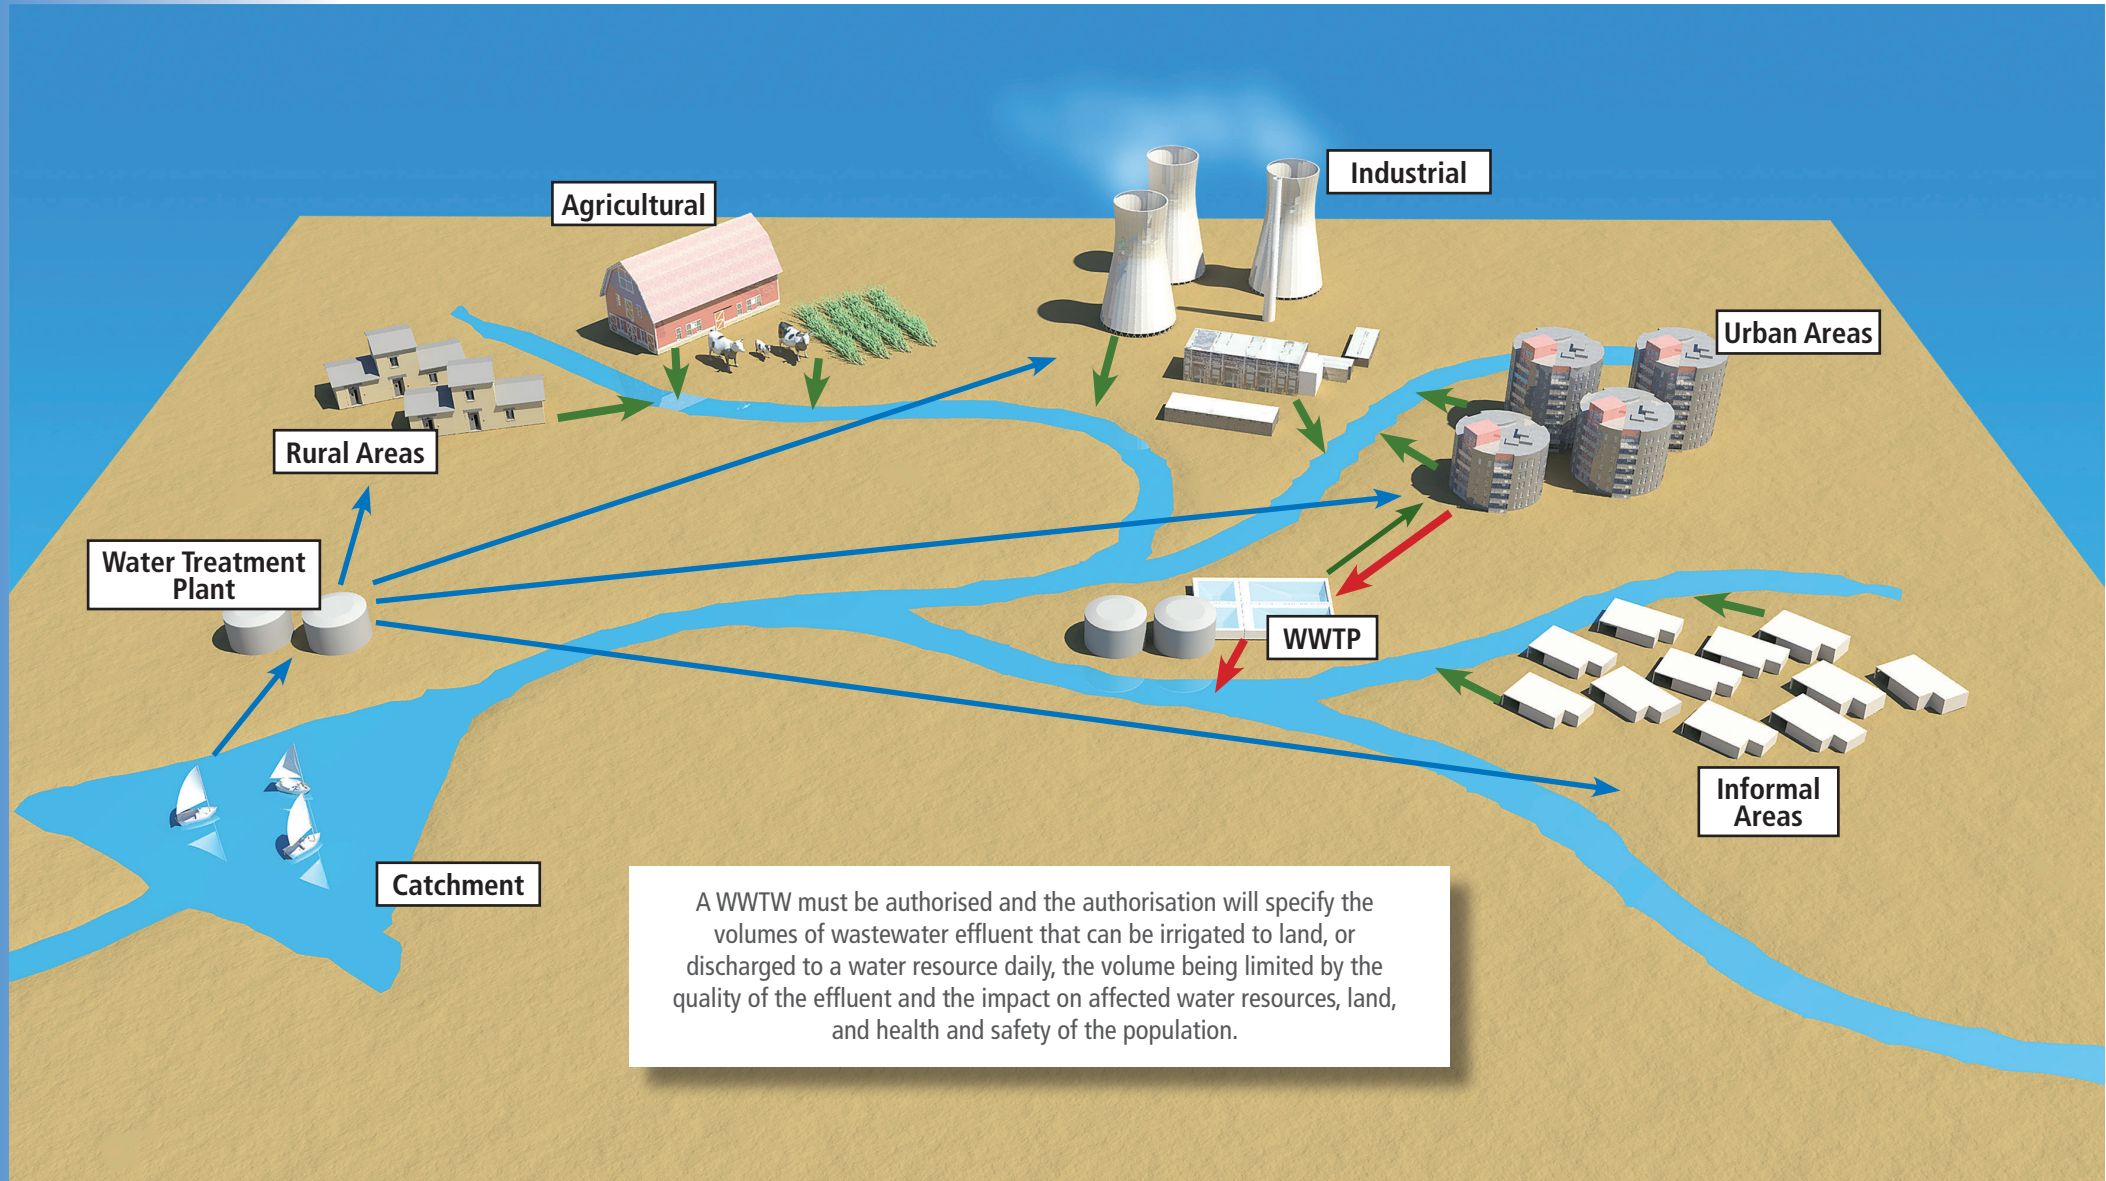 Industrial
Agricultural
Urban Areas
Rural Areas
Water Treatment
Plant
WWTP
Informal
Areas
Catchment
A WWTW must be authorised and the authorisation will specify the
volumes of wastewater effluent that can be irrigated to land, or
discharged to a water resource daily, the volume being limited by the
quality of the effluent and the impact on affected water resources, land,
and health and safety of the population.